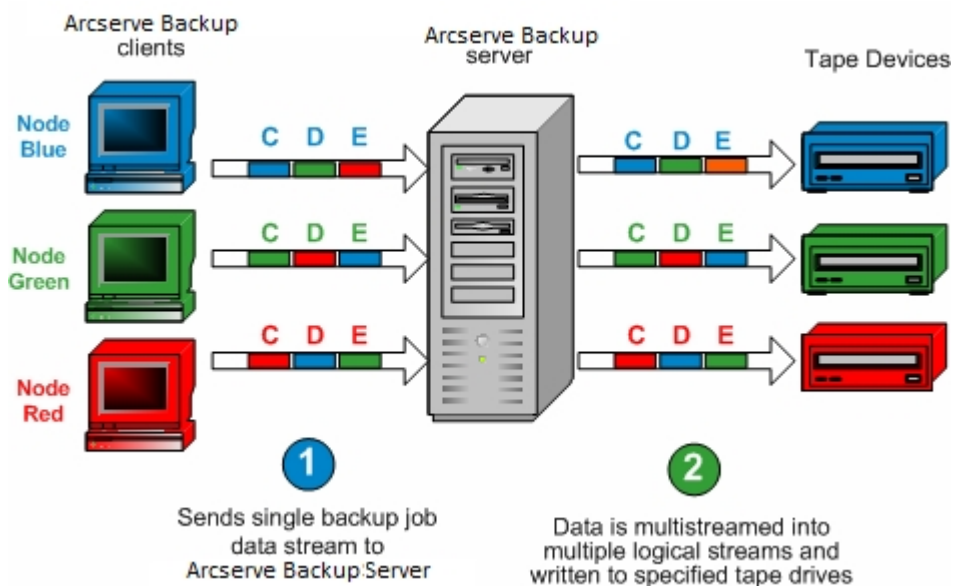 Arcserve Backup
clients
Arcserve Backup
server
Tape Devices
Node
Blue
C D E
C D E
Node
Green
C D E
C D E
Node
Red
C D E
C D E
1
Sends single backup job
data stream to
Arcserve Backup Server
2
Data is multistreamed into
multiple logical streams and
written to specified tape drives